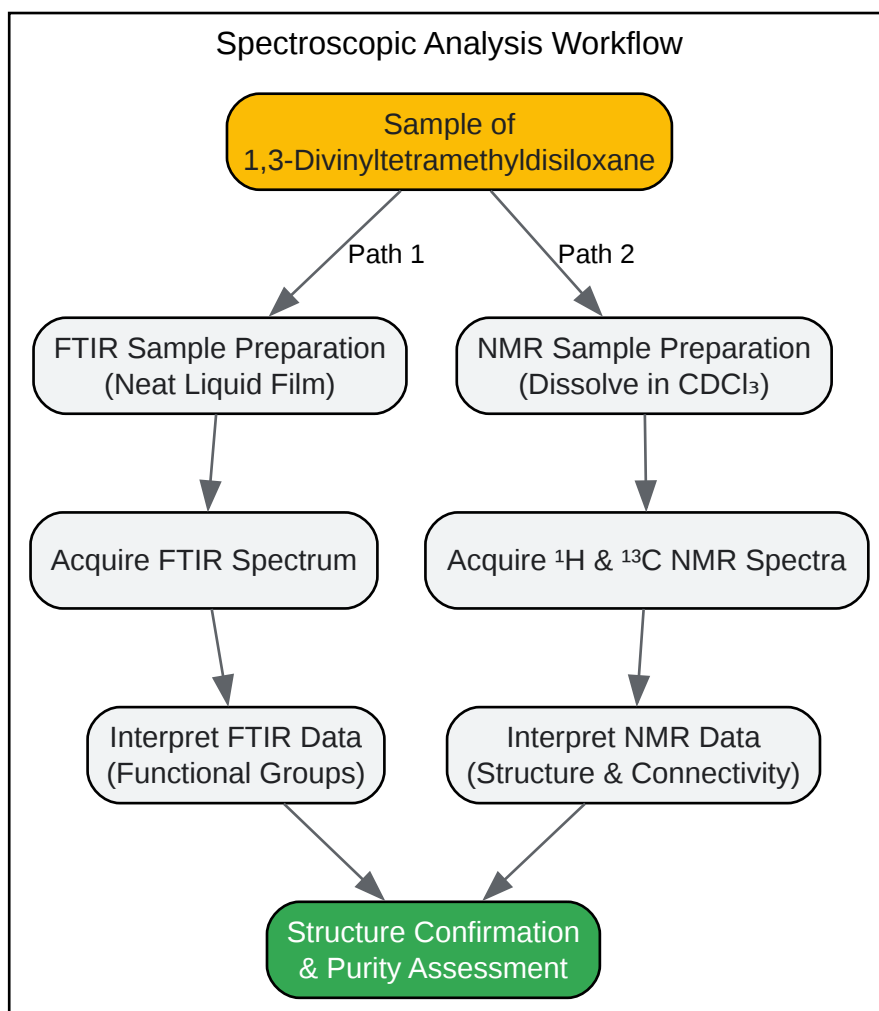 Spectroscopic Analysis Workflow
Sample of
1,3-Divinyltetramethyldisiloxane
Path 1
Path 2
FTIR Sample Preparation
(Neat Liquid Film)
NMR Sample Preparation
(Dissolve in CDCl₃)
Acquire FTIR Spectrum
Acquire ¹H & ¹³C NMR Spectra
Interpret FTIR Data
(Functional Groups)
Interpret NMR Data
(Structure & Connectivity)
Structure Confirmation
& Purity Assessment